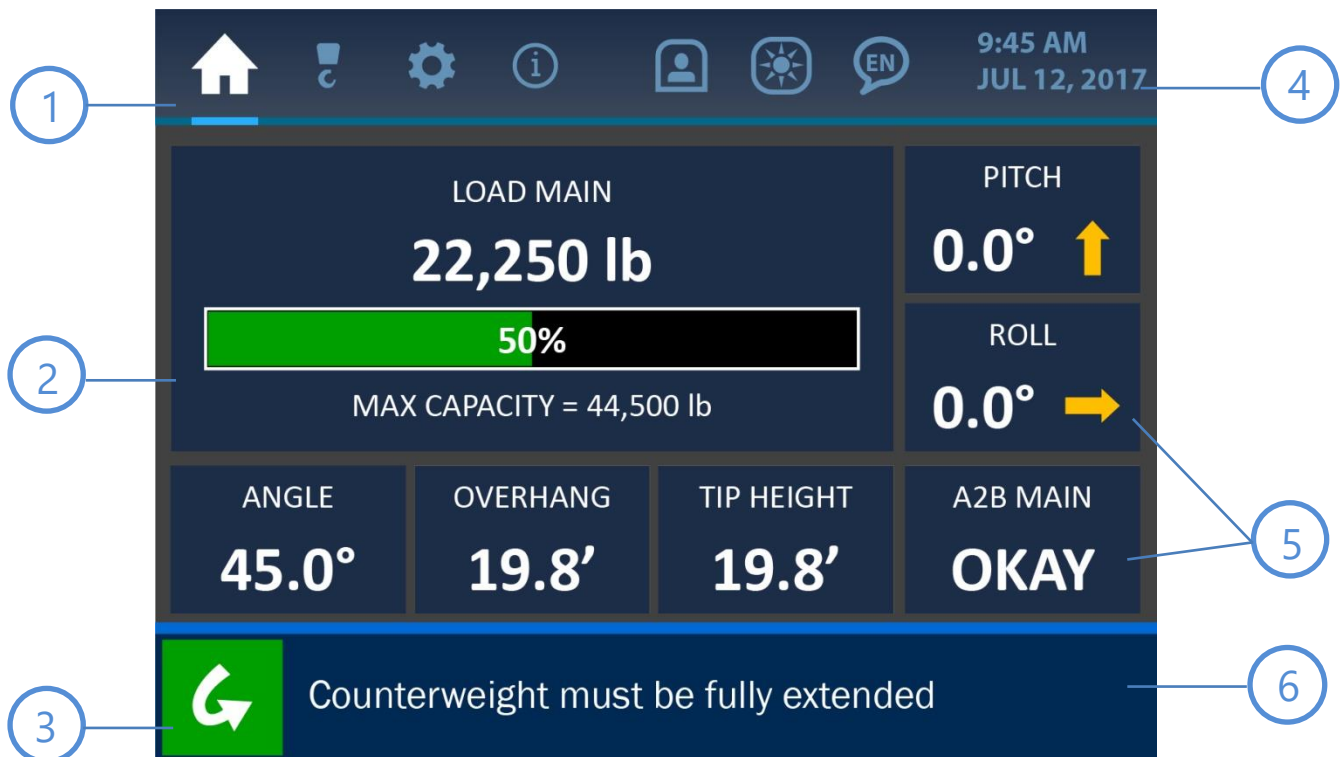 EN
9:45 AM
JUL 12, 2017
1
4
LOAD MAIN
22,250 lb
50%
MAX CAPACITY = 44,500 lb
PITCH
0.0°
ROLL
0.0°
2
ANGLE
45.0°
OVERHANG
19.8′
TIP HEIGHT
19.8′
A2B MAIN
OKAY
5
Counterweight must be fully extended
3
6